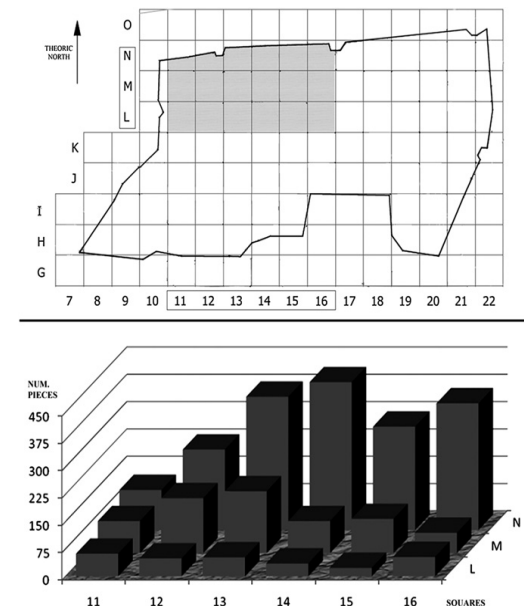 O
THEORIC
NORTH
N
M
L
K
J
I
H
G
7 8 9 10 11 12 13 14 15 16 17 18 19 20 21 22
NUM.
PIECES
450
375
300
225
150
75
0
N
M
L
11 12 13 14 15 16 SQUARES